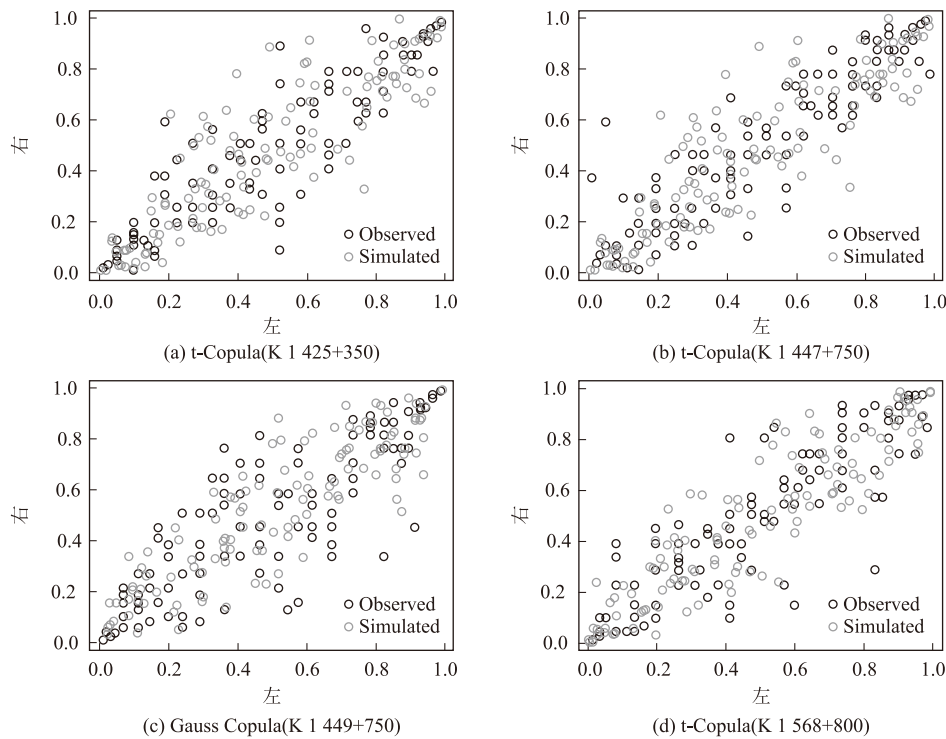 1.0
0.8
0.6
0.4
0.2
0.0
右
Observed
Simulated
0.0 0.2 0.4 0.6 0.8 1.0
左
(a) t-Copula(K 1 425+350)
1.0
0.8
0.6
0.4
0.2
0.0
右
Observed
Simulated
0.0 0.2 0.4 0.6 0.8 1.0
左
(b) t-Copula(K 1 447+750)
1.0
0.8
0.6
0.4
0.2
0.0
右
Observed
Simulated
0.0 0.2 0.4 0.6 0.8 1.0
左
(c) Gauss Copula(K 1 449+750)
1.0
0.8
0.6
0.4
0.2
0.0
右
Observed
Simulated
0.0 0.2 0.4 0.6 0.8 1.0
左
(d) t-Copula(K 1 568+800)